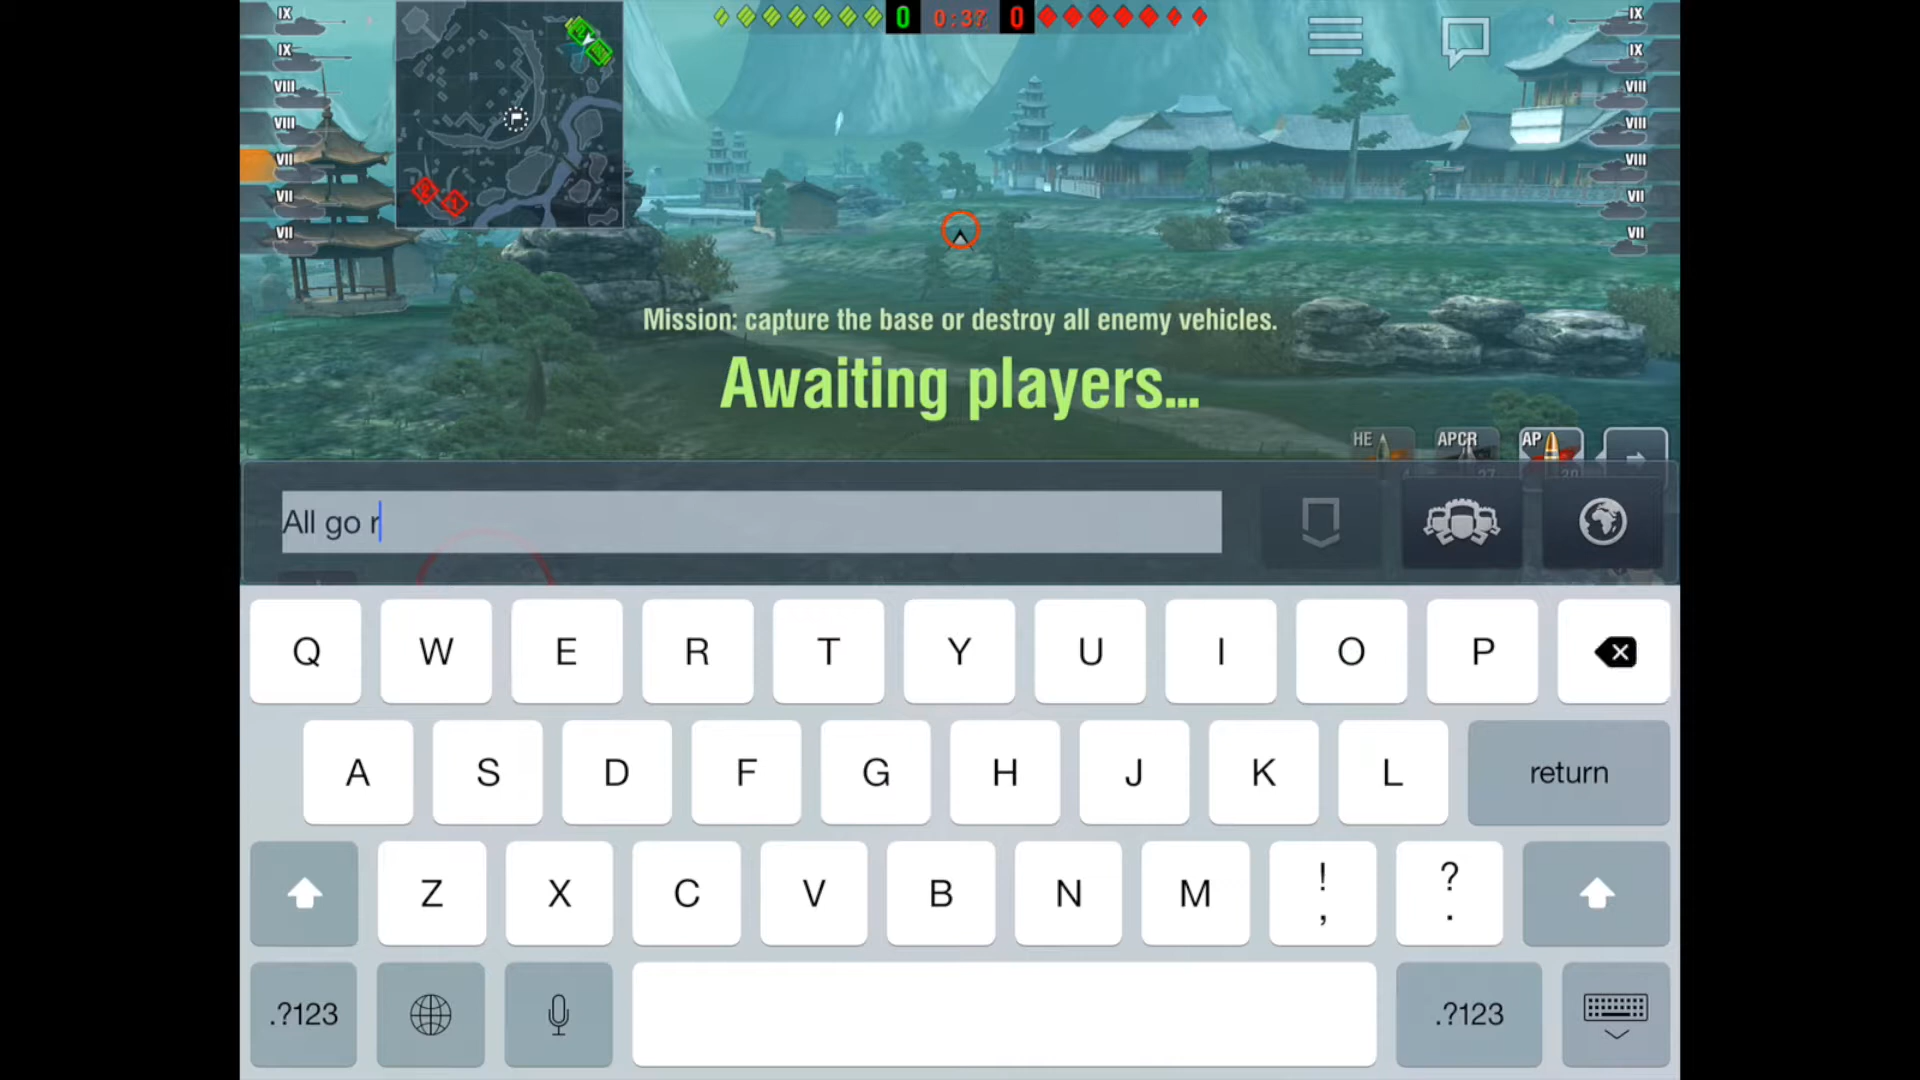 0 0:37 0
IX
IX
VIII
VIII
VII
VII
VII
IX
IX
VIII
VIII
VIII
VII
VII
Mission: capture the base or destroy all enemy vehicles.
Awaiting players...
HE APCR AP
27
All go r
Q W E R T Y U I O P
A S D F G H J K L return
Z X C V B N M ! , ? .
.?123 .?123